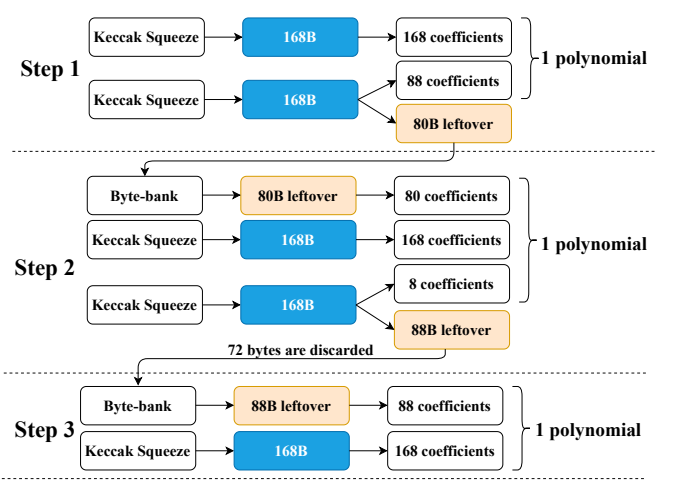 Step 1
Keccak Squeeze
168B
168 coefficients
1 polynomial
Keccak Squeeze
168B
88 coefficients
80B leftover
Step 2
Byte-bank
80B leftover
80 coefficients
Keccak Squeeze
168B
168 coefficients
1 polynomial
Keccak Squeeze
168B
8 coefficients
88B leftover
72 bytes are discarded
Step 3
Byte-bank
88B leftover
88 coefficients
1 polynomial
Keccak Squeeze
168B
168 coefficients